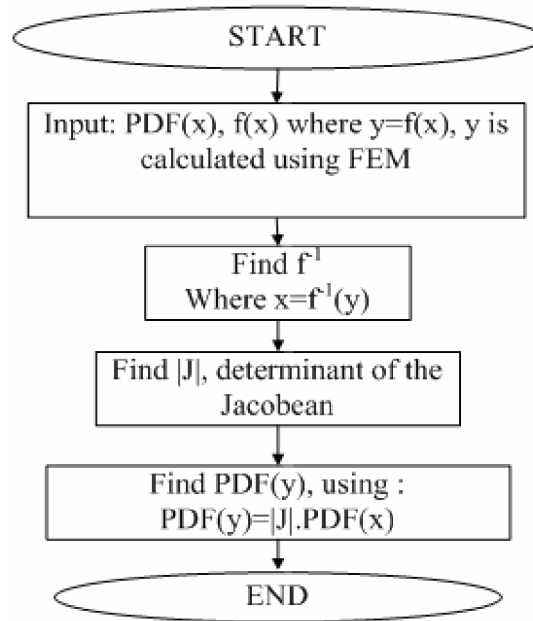 START
Input: PDF(x), f(x) where y=f(x), y is
calculated using FEM
Find f⁻¹
Where x=f⁻¹(y)
Find |J|, determinant of the
Jacobean
Find PDF(y), using :
PDF(y)=|J|.PDF(x)
END